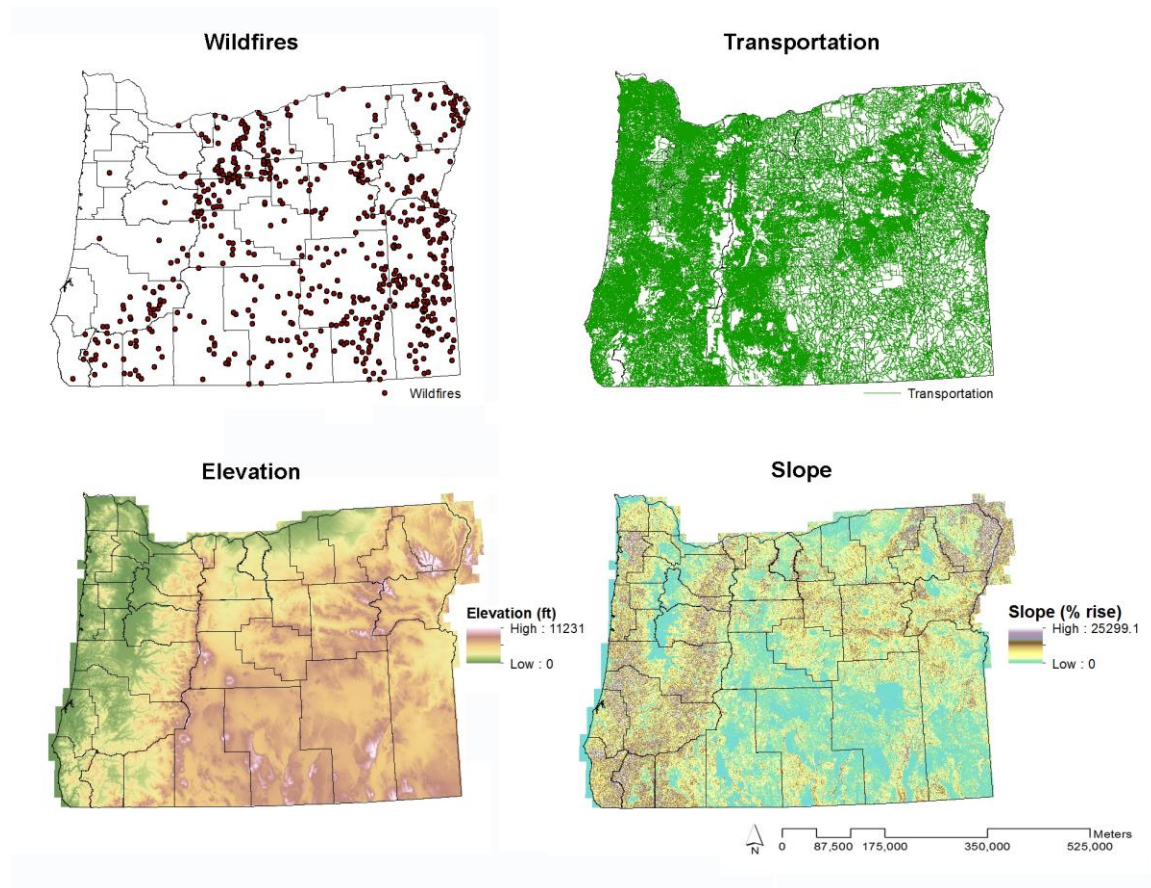 Wildfires
Transportation
Wildfires
Transportation
Elevation
Slope
Elevation (ft)
High : 11231
Low : 0
Slope (% rise)
High : 25299.1
Low : 0
N
Meters
0 87,500 175,000 350,000 525,000